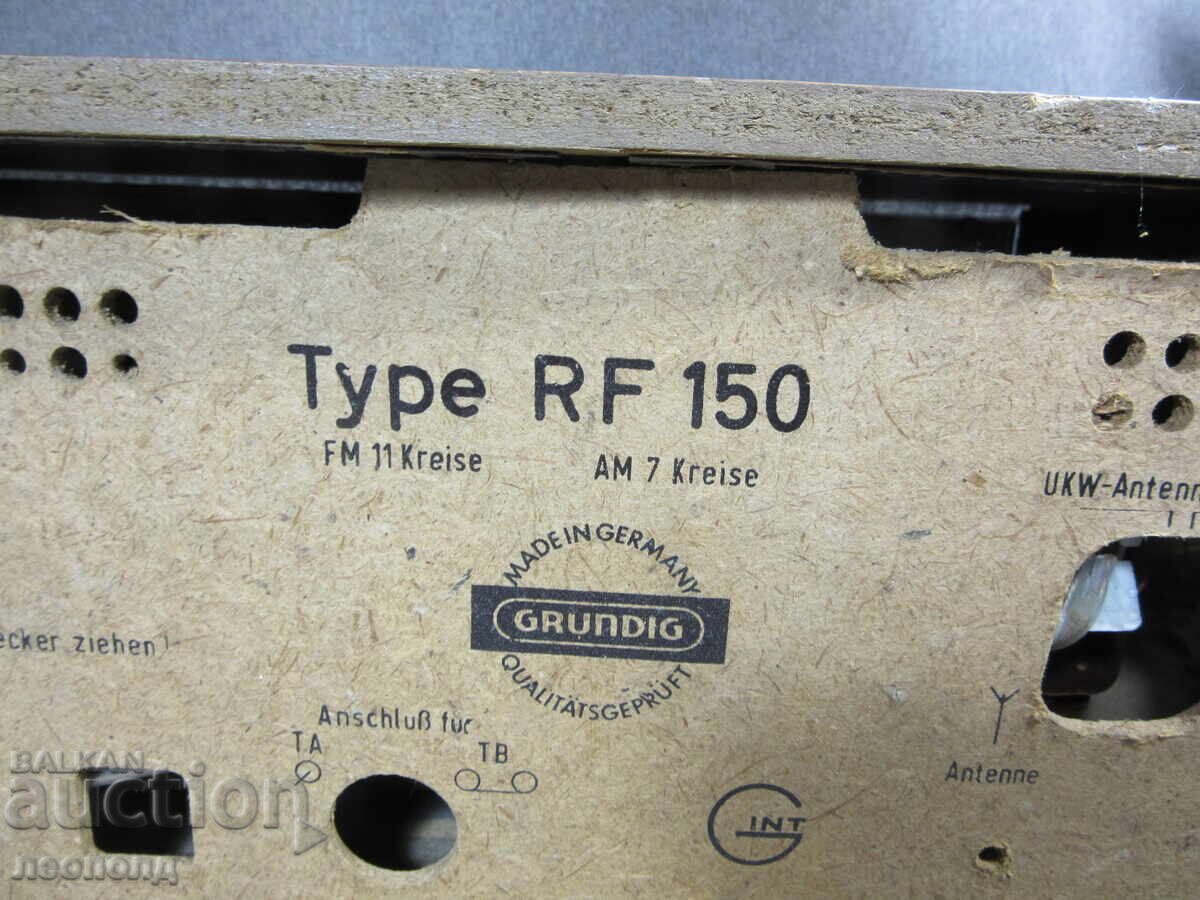 Type RF 150
FM 11 Kreise AM 7 Kreise
UKW-Antenn
MADE IN GERMANY
GRUNDIG
QUALITÄTSGEPRÜFT
ecker ziehen!
Anschluß für
TA TB
Antenne
G INT
BALKAN
auction
леополд